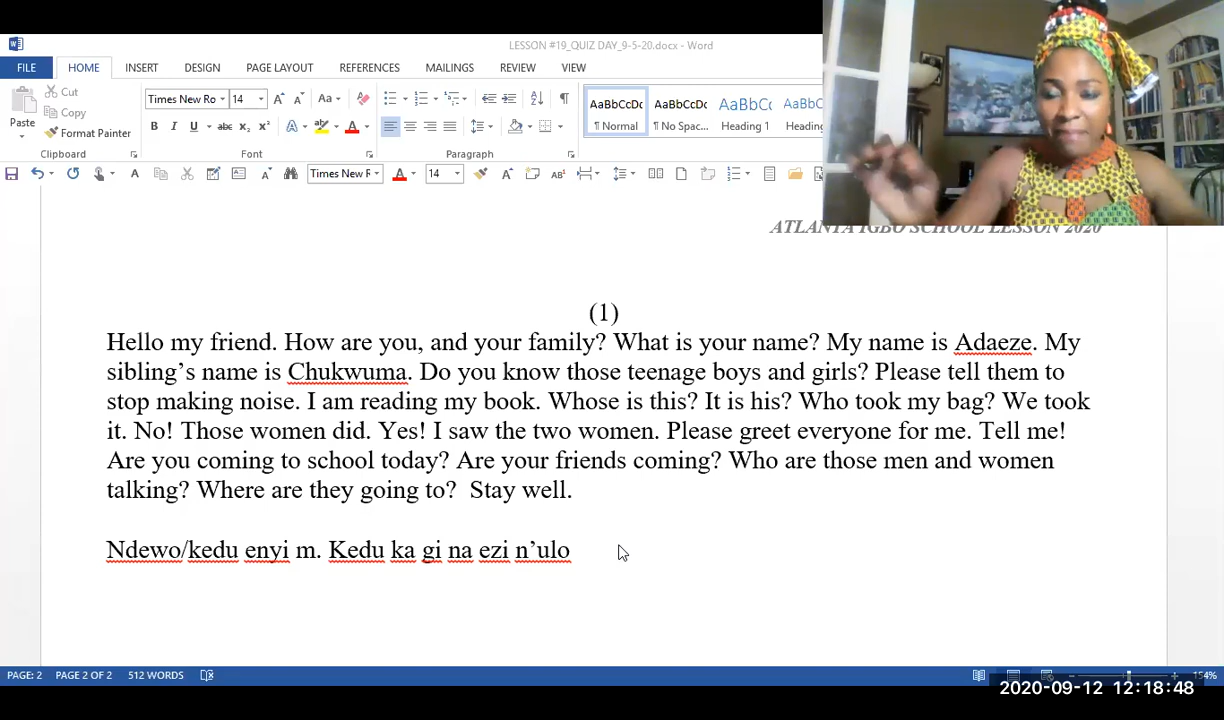 LESSON #19_QUIZ DAY_9-5-20.docx - Word
FILE HOME INSERT DESIGN PAGE LAYOUT REFERENCES MAILINGS REVIEW VIEW
Cut
Copy
Paste
Format Painter
Times New Ro 14
AaBbCcDc AaBbCcDc AaBbCc AaBbC
¶ Normal ¶ No Spac... Heading 1 Heading
Clipboard Font Paragraph
Times New R 14
ATLANTA IGBO SCHOOL LESSON 2020
(1)
Hello my friend. How are you, and your family? What is your name? My name is Adaeze. My
sibling’s name is Chukwuma. Do you know those teenage boys and girls? Please tell them to
stop making noise. I am reading my book. Whose is this? It is his? Who took my bag? We took
it. No! Those women did. Yes! I saw the two women. Please greet everyone for me. Tell me!
Are you coming to school today? Are your friends coming? Who are those men and women
talking? Where are they going to?  Stay well.
Ndewo/kedu enyi m. Kedu ka gi na ezi n’ulo
PAGE: 2 PAGE 2 OF 2 512 WORDS 154%
2020-09-12 12:18:48